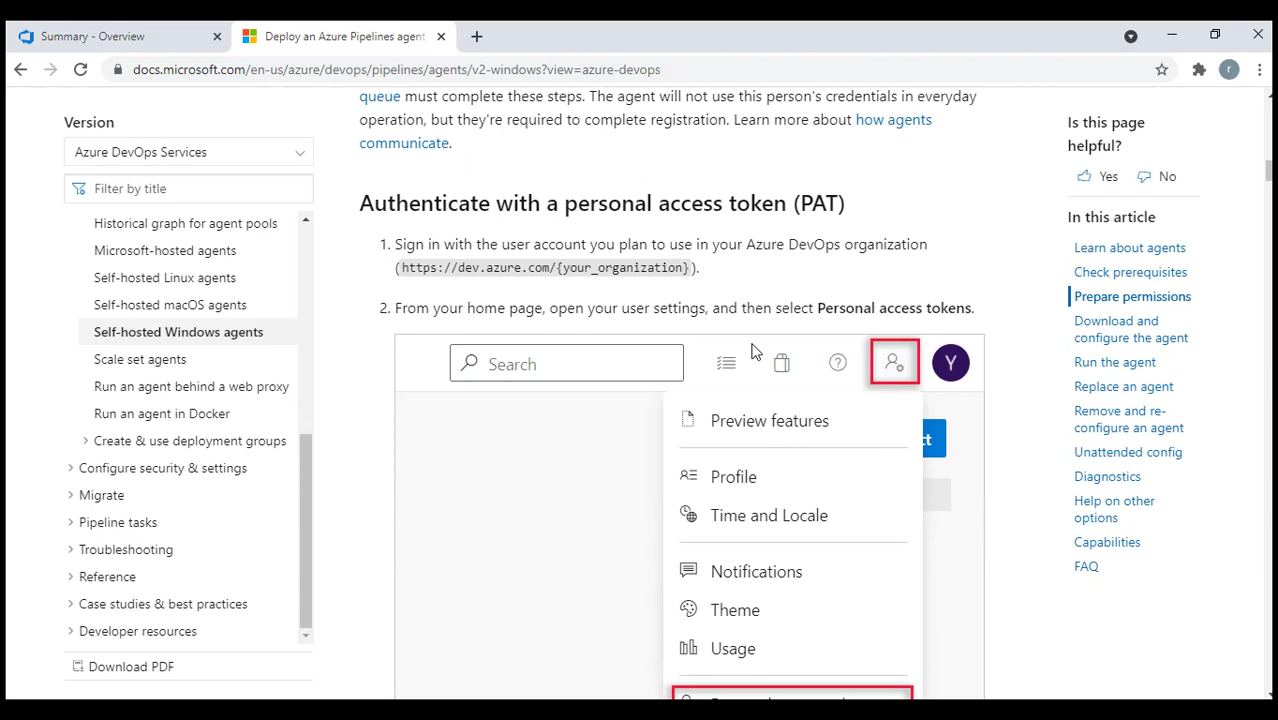 Summary - Overview
Deploy an Azure Pipelines agent
docs.microsoft.com/en-us/azure/devops/pipelines/agents/v2-windows?view=azure-devops
r
Version
Azure DevOps Services
Filter by title
Historical graph for agent pools
Microsoft-hosted agents
Self-hosted Linux agents
Self-hosted macOS agents
Self-hosted Windows agents
Scale set agents
Run an agent behind a web proxy
Run an agent in Docker
Create & use deployment groups
Configure security & settings
Migrate
Pipeline tasks
Troubleshooting
Reference
Case studies & best practices
Developer resources
Download PDF
queue must complete these steps. The agent will not use this person's credentials in everyday
operation, but they're required to complete registration. Learn more about how agents
communicate.
Authenticate with a personal access token (PAT)
1. Sign in with the user account you plan to use in your Azure DevOps organization
(https://dev.azure.com/{your_organization}).
2. From your home page, open your user settings, and then select Personal access tokens.
Search
Y
Preview features
ct
Profile
Time and Locale
Notifications
Theme
Usage
Is this page
helpful?
Yes
No
In this article
Learn about agents
Check prerequisites
Prepare permissions
Download and
configure the agent
Run the agent
Replace an agent
Remove and re-
configure an agent
Unattended config
Diagnostics
Help on other
options
Capabilities
FAQ